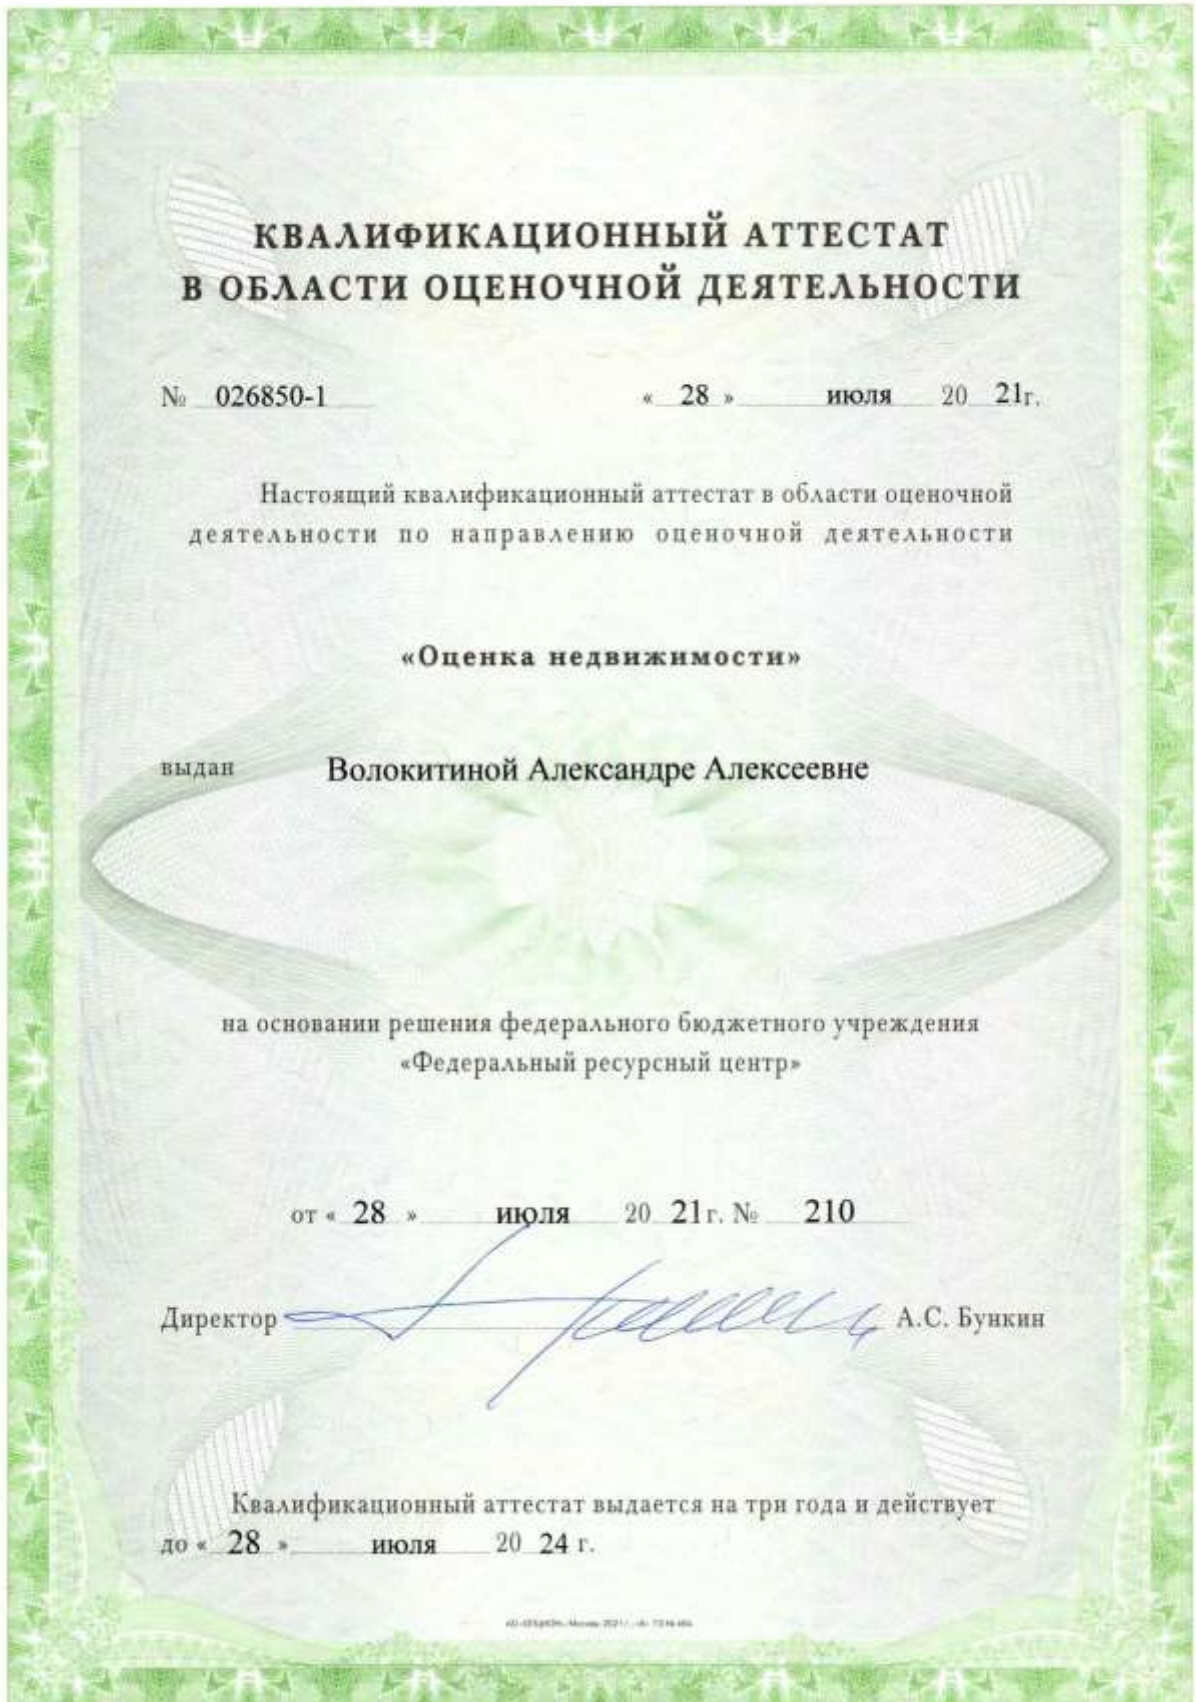 КВАЛИФИКАЦИОННЫЙ АТТЕСТАТ
В ОБЛАСТИ ОЦЕНОЧНОЙ ДЕЯТЕЛЬНОСТИ
№ 026850-1 « 28 » июля 20 21г.
Настоящий квалификационный аттестат в области оценочной
деятельности по направлению оценочной деятельности
«Оценка недвижимости»
выдан Волокитиной Александре Алексеевне
на основании решения федерального бюджетного учреждения
«Федеральный ресурсный центр»
от « 28 » июля 20 21г. № 210
Директор А.С. Бункин
Квалификационный аттестат выдается на три года и действует
до « 28 » июля 20 24 г.